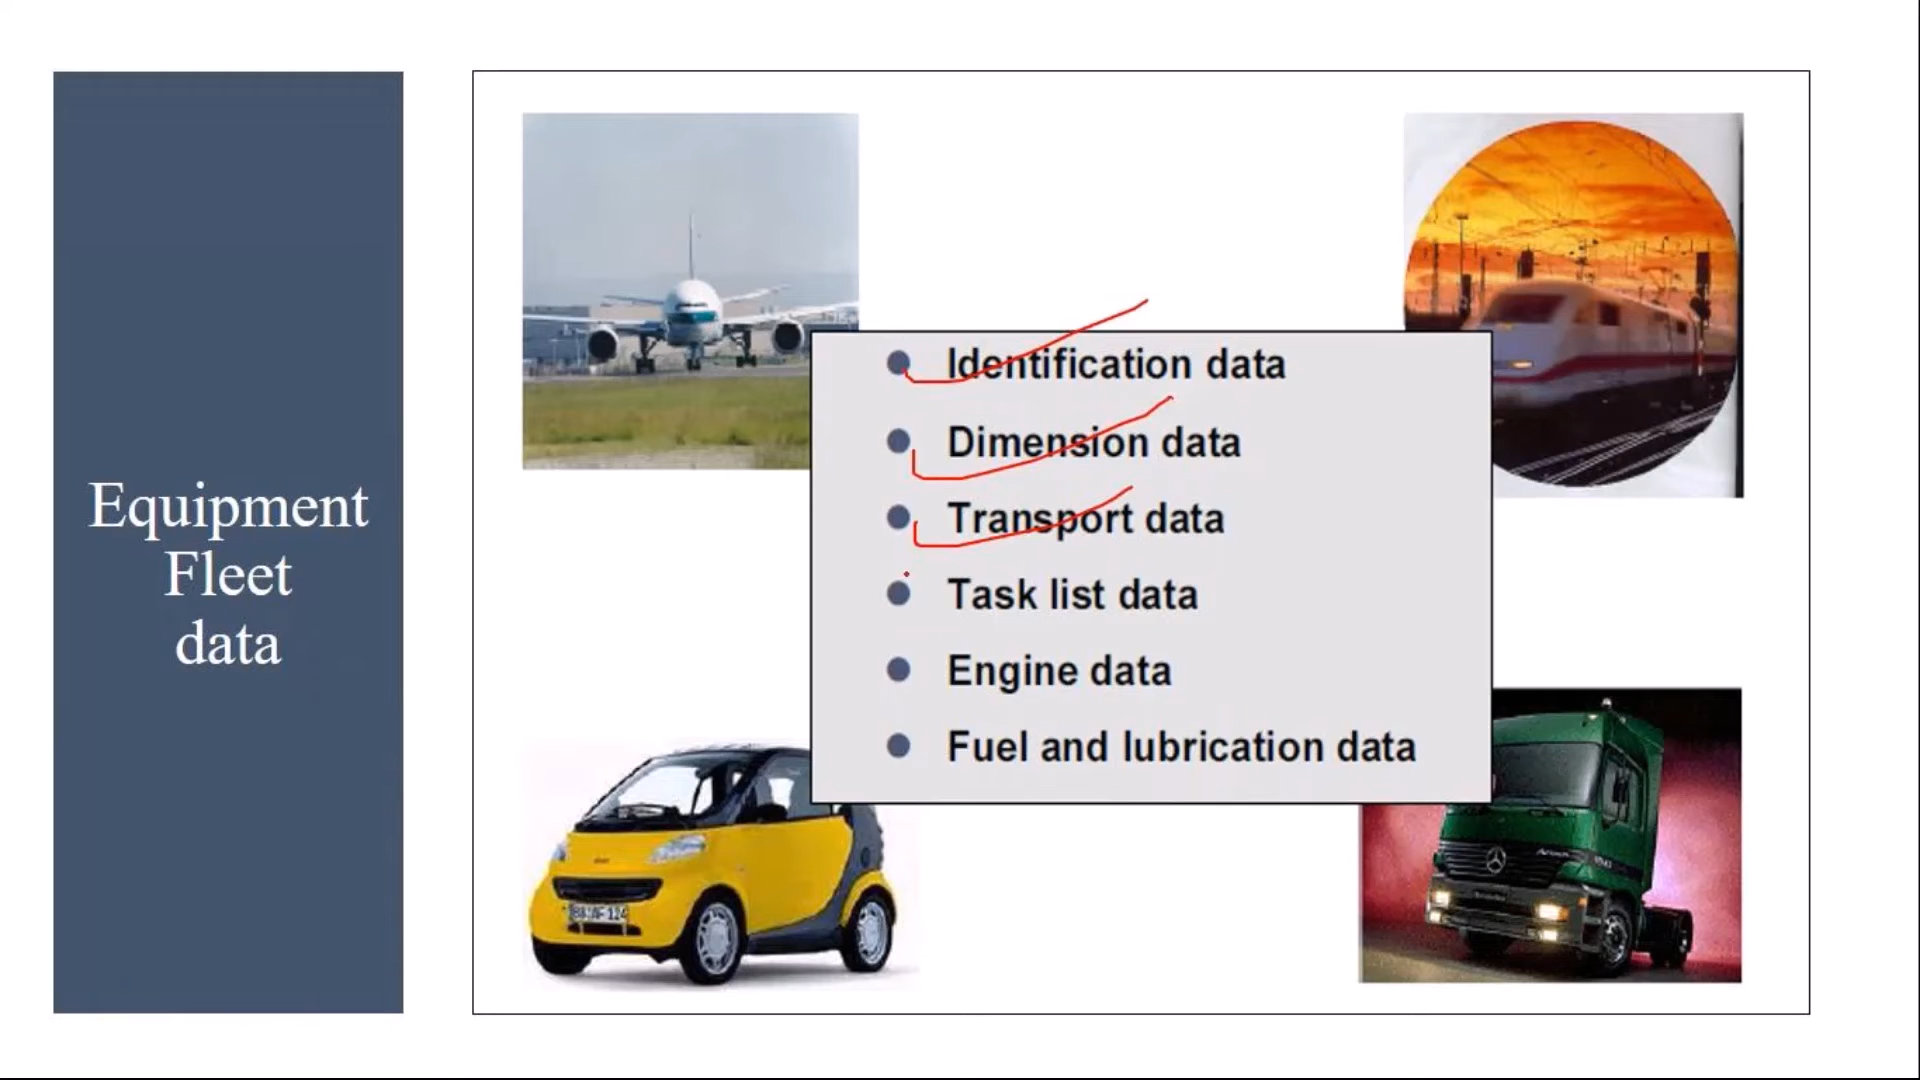 Equipment
Fleet
data
Identification data
Dimension data
Transport data
Task list data
Engine data
Fuel and lubrication data